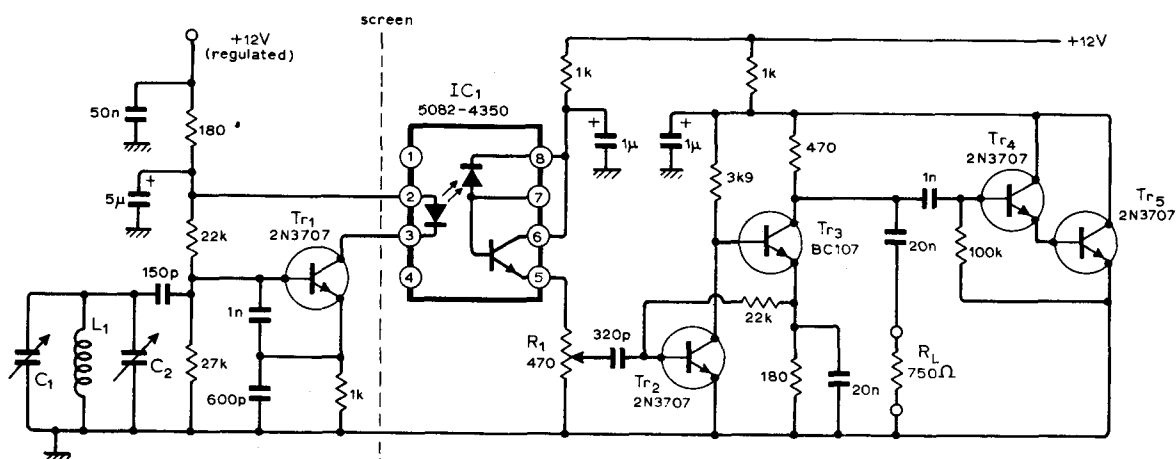 screen
+12V
(regulated)
50n
180
5μ
+
22k
150p
Tr1
2N3707
1n
L1
C1
C2
27k
600p
1k
IC1
5082-4350
1
2
3
4
8
7
6
5
R1
470
1k
+
1μ
320p
+12V
1k
+
1μ
3k9
470
Tr3
BC107
22k
Tr2
2N3707
180
20n
20n
RL
750Ω
1n
100k
Tr4
2N3707
Tr5
2N3707